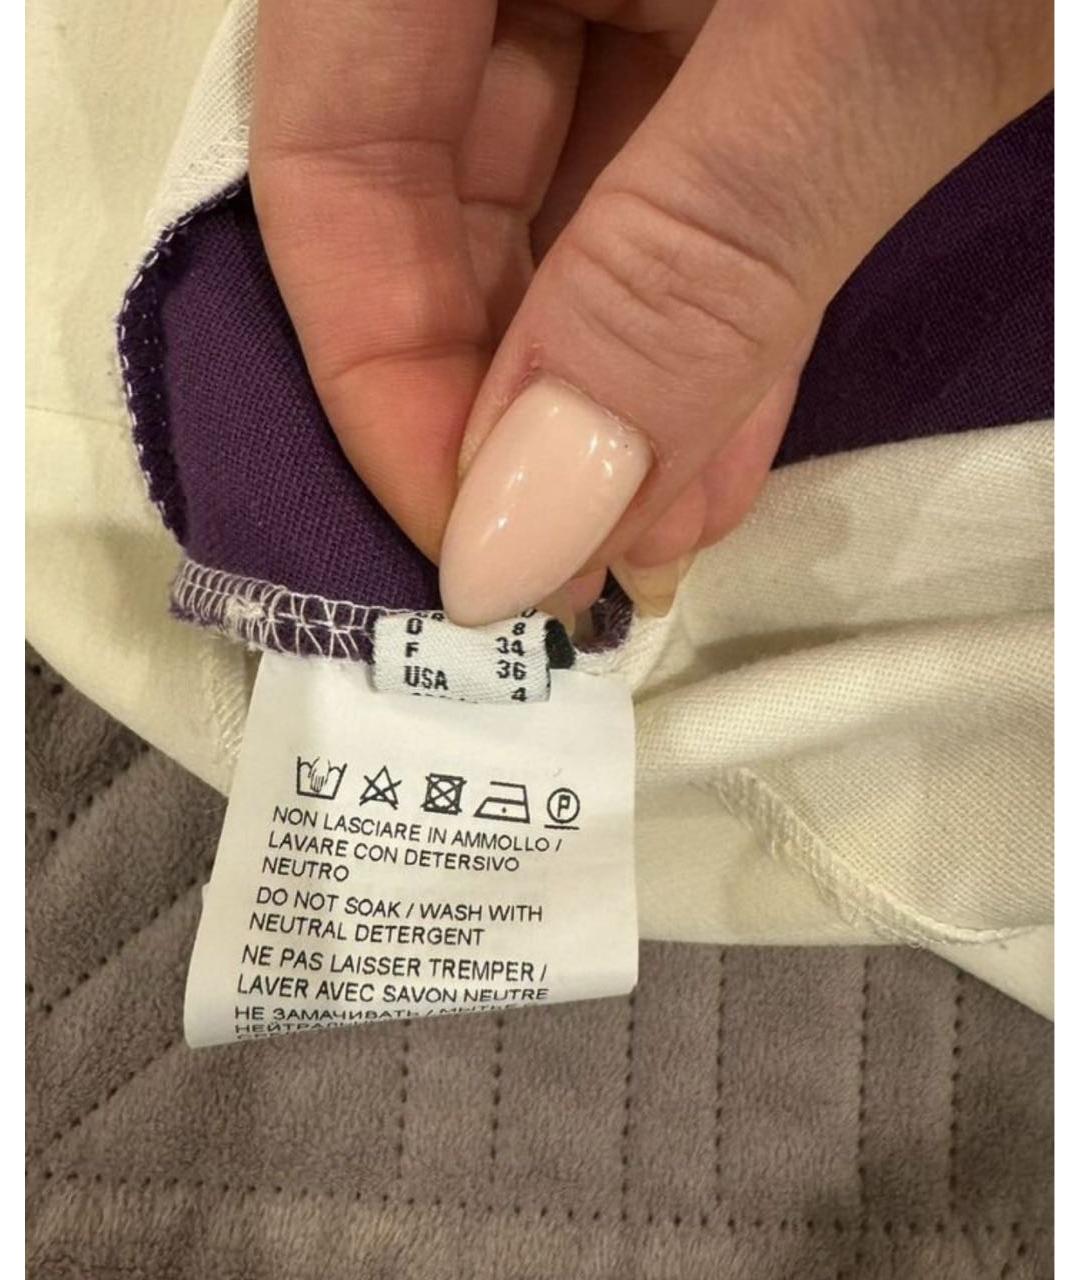 8
D 34
F 36
USA 4
P
NON LASCIARE IN AMMOLLO /
LAVARE CON DETERSIVO
NEUTRO
DO NOT SOAK / WASH WITH
NEUTRAL DETERGENT
NE PAS LAISSER TREMPER /
LAVER AVEC SAVON NEUTRE
НЕ ЗАМАЧИВАТЬ / МЫТЬЕ